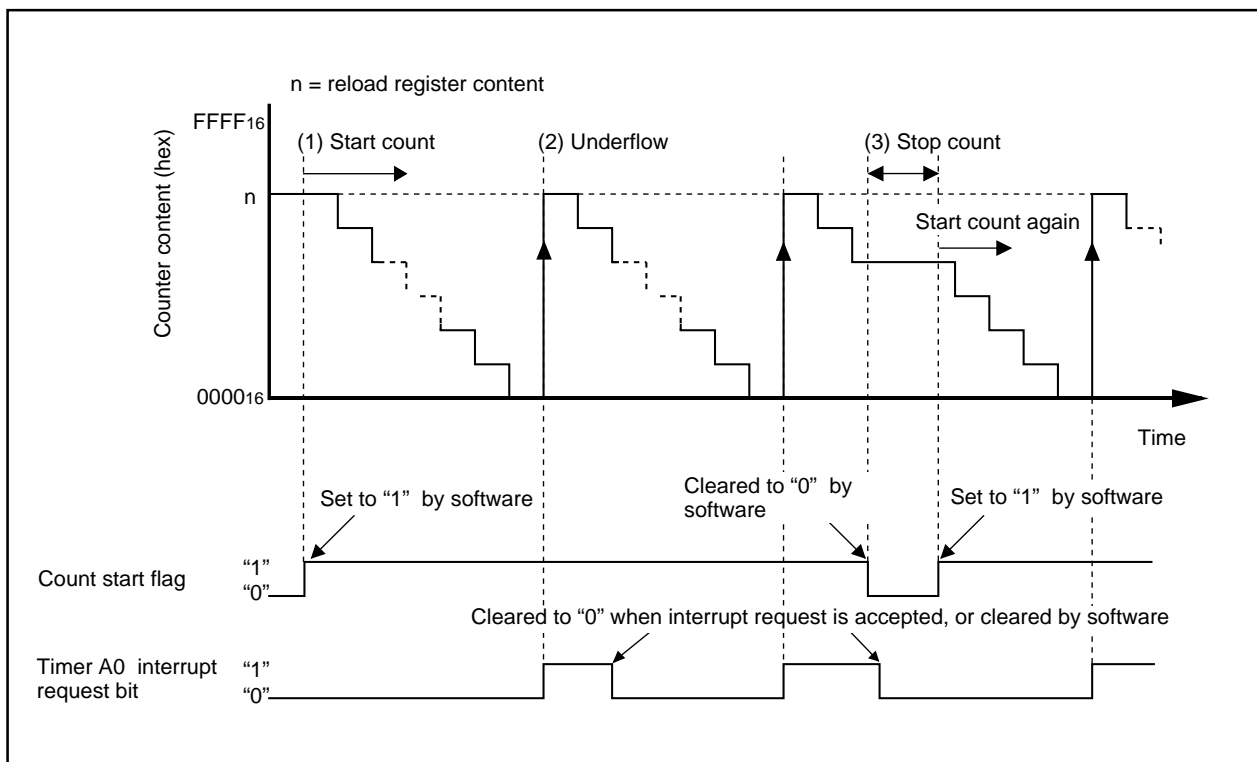 n = reload register content
FFFF16
(1) Start count
(2) Underflow
(3) Stop count
n
Start count again
Counter content (hex)
000016
Time
Set to “1” by software
Cleared to “0” by
software
Set to “1” by software
Count start flag
“1”
“0”
Cleared to “0” when interrupt request is accepted, or cleared by software
Timer A0 interrupt
request bit
“1”
“0”